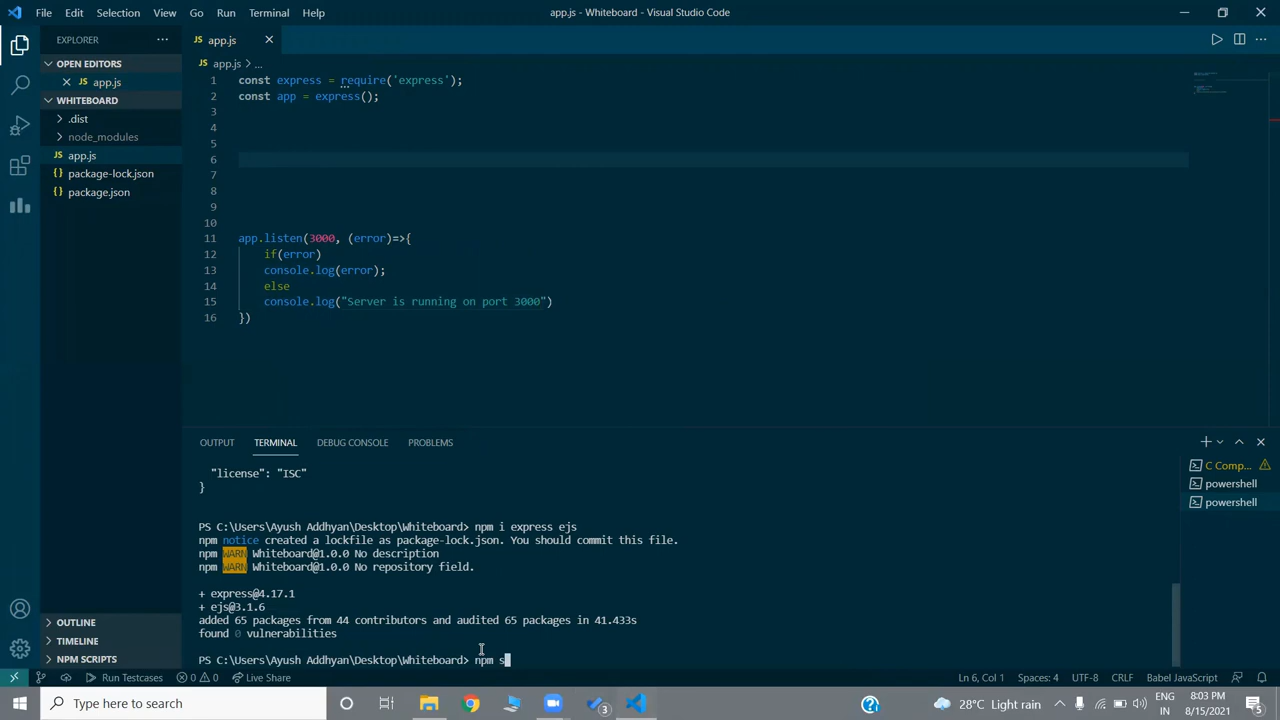 File Edit Selection View Go Run Terminal Help
app.js - Whiteboard - Visual Studio Code
EXPLORER
OPEN EDITORS
JS app.js
WHITEBOARD
.dist
node_modules
JS app.js
{} package-lock.json
{} package.json
OUTLINE
TIMELINE
NPM SCRIPTS
JS app.js
JS app.js > ...
1 const express = require('express');
2 const app = express();
3
4
5
6
7
8
9
10
11 app.listen(3000, (error)=>{
12 if(error)
13 console.log(error);
14 else
15 console.log("Server is running on port 3000")
16 })
OUTPUT TERMINAL DEBUG CONSOLE PROBLEMS
C Comp...
powershell
powershell
"license": "ISC"
}
PS C:\Users\Ayush Addhyan\Desktop\Whiteboard> npm i express ejs
npm notice created a lockfile as package-lock.json. You should commit this file.
npm WARN Whiteboard@1.0.0 No description
npm WARN Whiteboard@1.0.0 No repository field.
+ express@4.17.1
+ ejs@3.1.6
added 65 packages from 44 contributors and audited 65 packages in 41.433s
found 0 vulnerabilities
PS C:\Users\Ayush Addhyan\Desktop\Whiteboard> npm s
Run Testcases 0 0 Live Share
Ln 6, Col 1 Spaces: 4 UTF-8 CRLF Babel JavaScript
Type here to search
3
28°C Light rain
ENG
IN
8:03 PM
8/15/2021
5